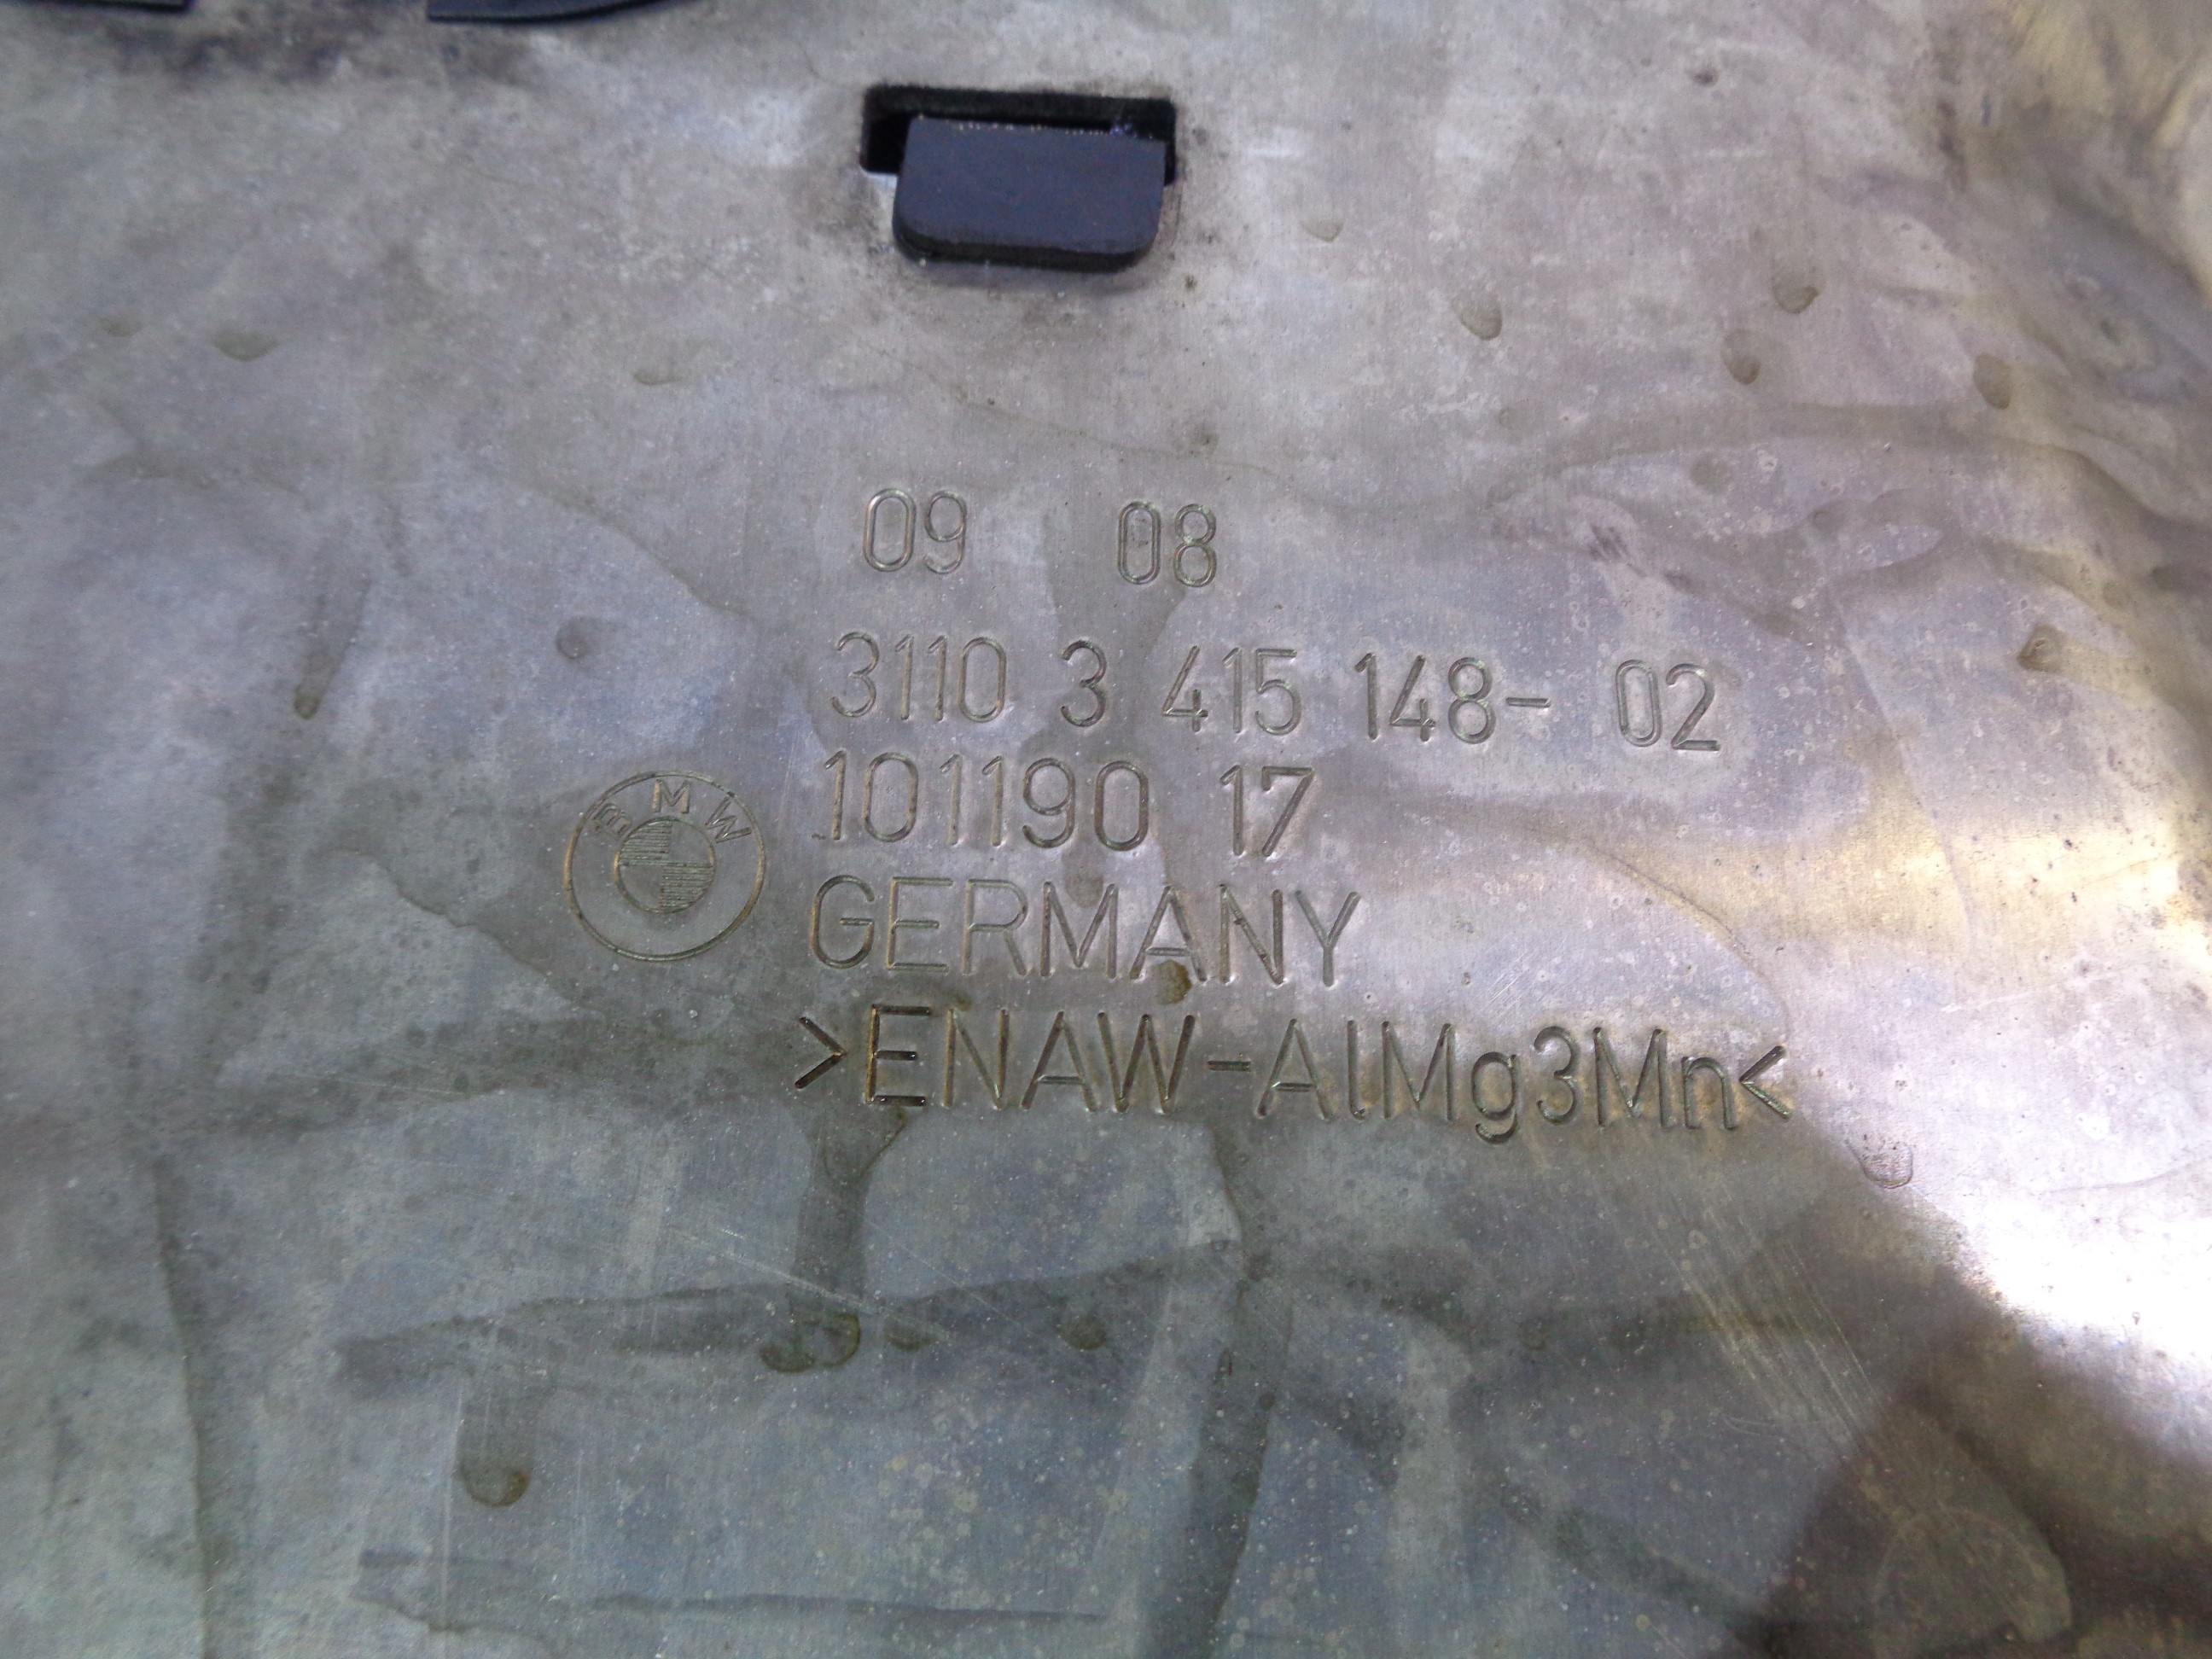 09 08
3110 3 415 148- 02
101190 17
BMW
GERMANY
>ENAW-AlMg3Mn<